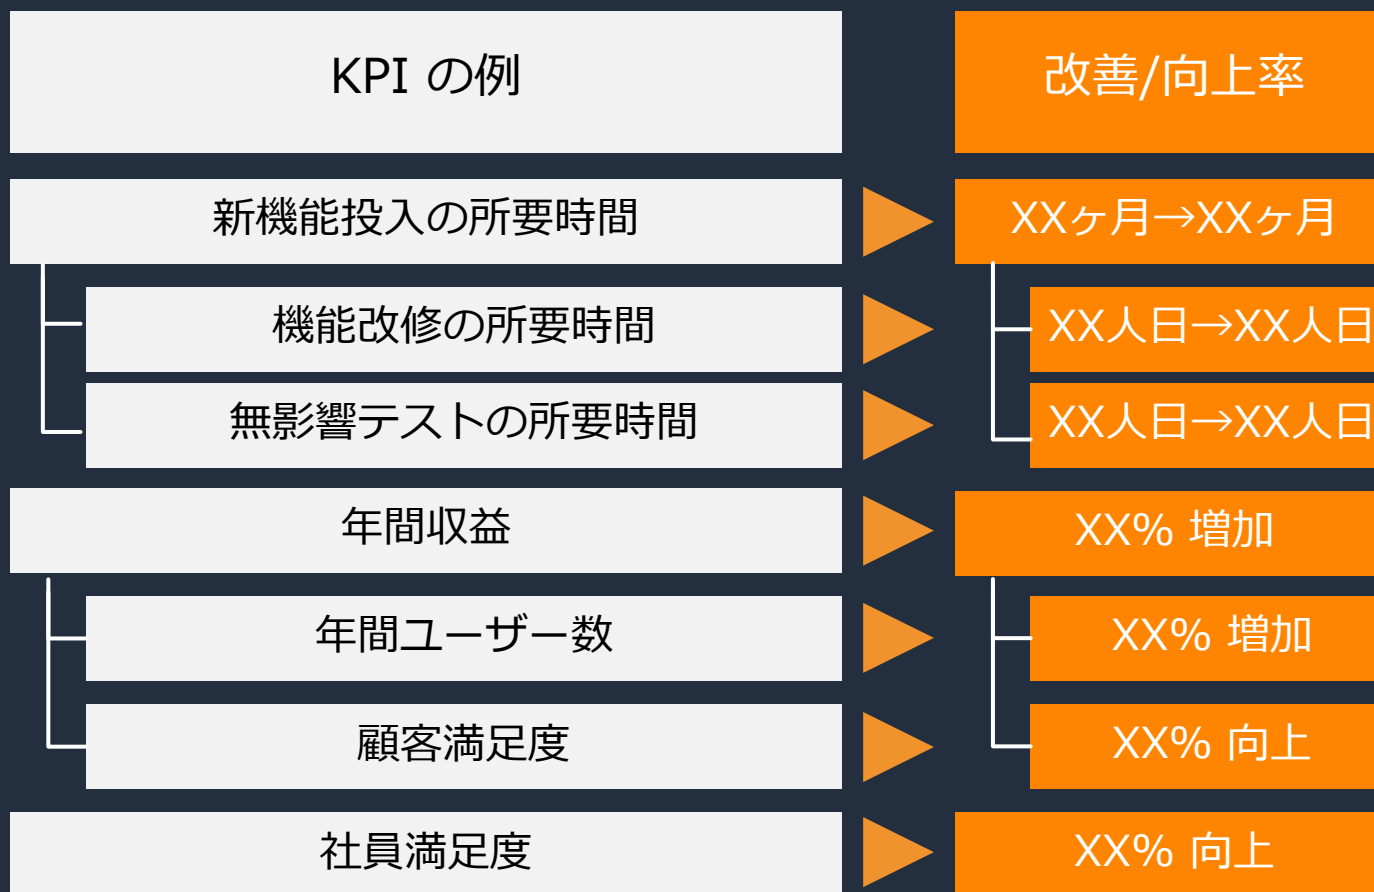 KPI の例
改善/向上率
新機能投入の所要時間
XXヶ月→XXヶ月
機能改修の所要時間
XX人日→XX人日
無影響テストの所要時間
XX人日→XX人日
年間収益
XX% 増加
年間ユーザー数
XX% 増加
顧客満足度
XX% 向上
社員満足度
XX% 向上